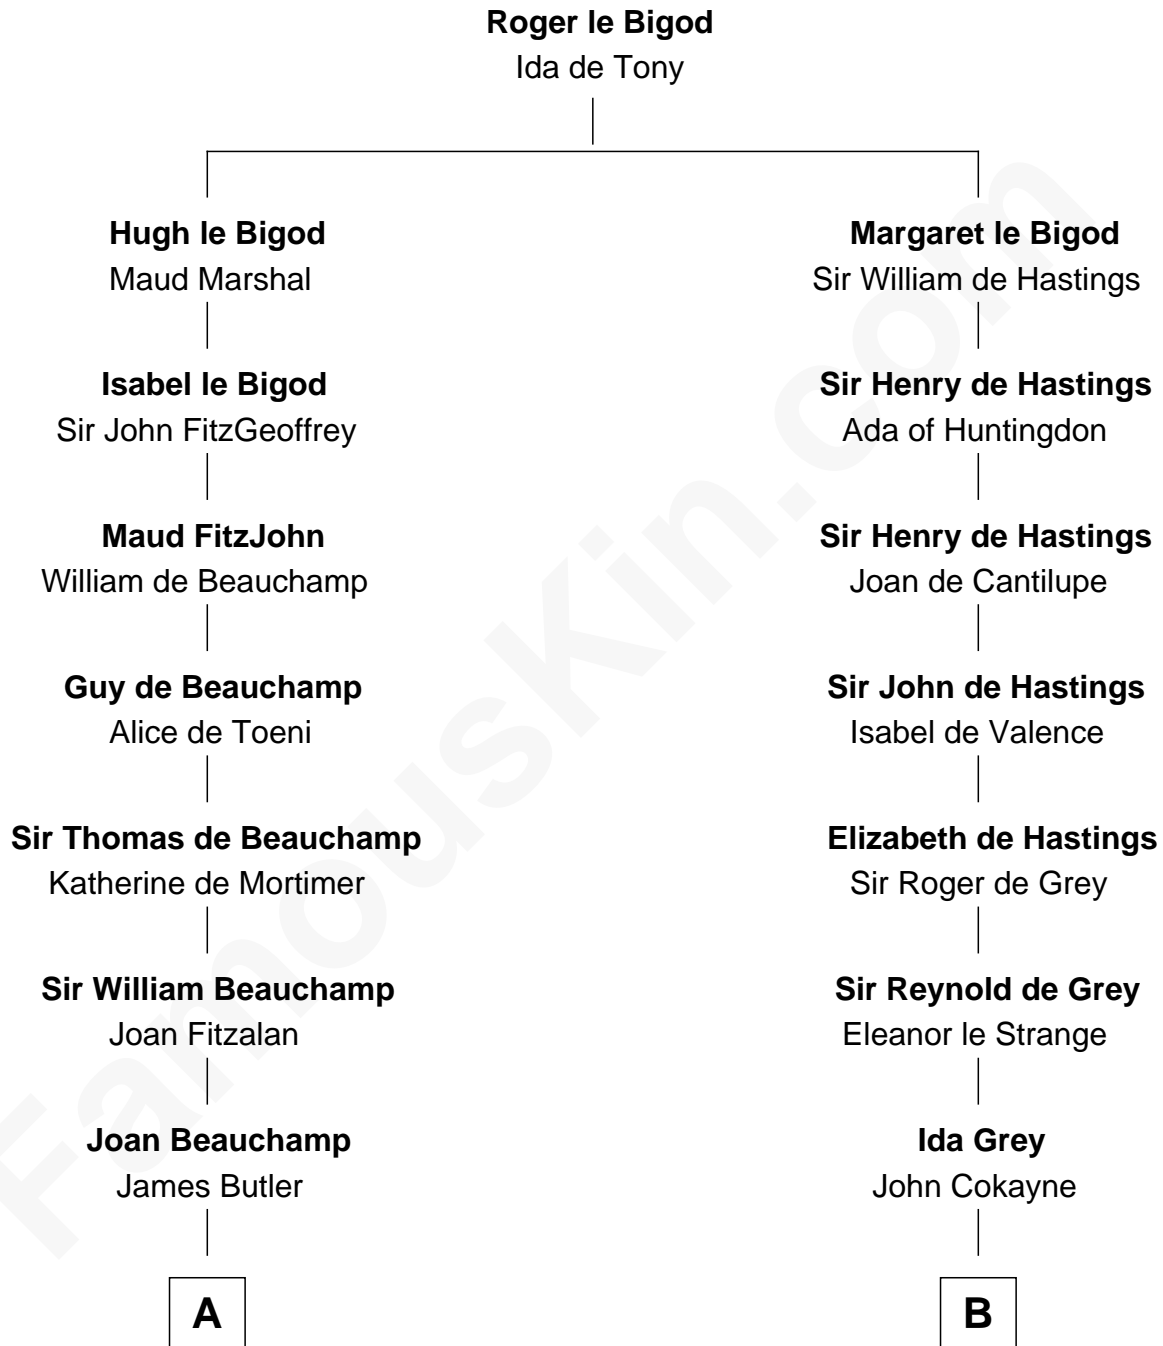 Roger le Bigod
Ida de Tony
Hugh le Bigod
Maud Marshal
Margaret le Bigod
Sir William de Hastings
Isabel le Bigod
Sir John FitzGeoffrey
Sir Henry de Hastings
Ada of Huntingdon
Maud FitzJohn
William de Beauchamp
Sir Henry de Hastings
Joan de Cantilupe
Guy de Beauchamp
Alice de Toeni
Sir John de Hastings
Isabel de Valence
Sir Thomas de Beauchamp
Katherine de Mortimer
Elizabeth de Hastings
Sir Roger de Grey
Sir William Beauchamp
Joan Fitzalan
Sir Reynold de Grey
Eleanor le Strange
Joan Beauchamp
James Butler
Ida Grey
John Cokayne
A
B
FamousKin.com